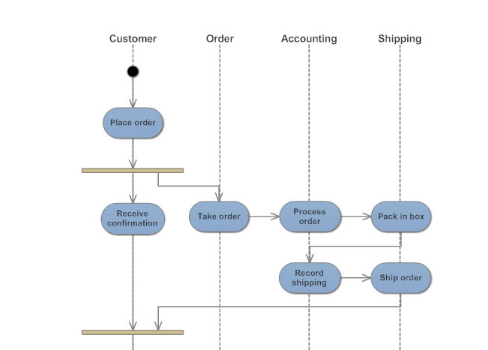 Customer
Order
Accounting
Shipping
Place order
Receive
confirmation
Take order
Process
order
Pack in box
Record
shipping
Ship order